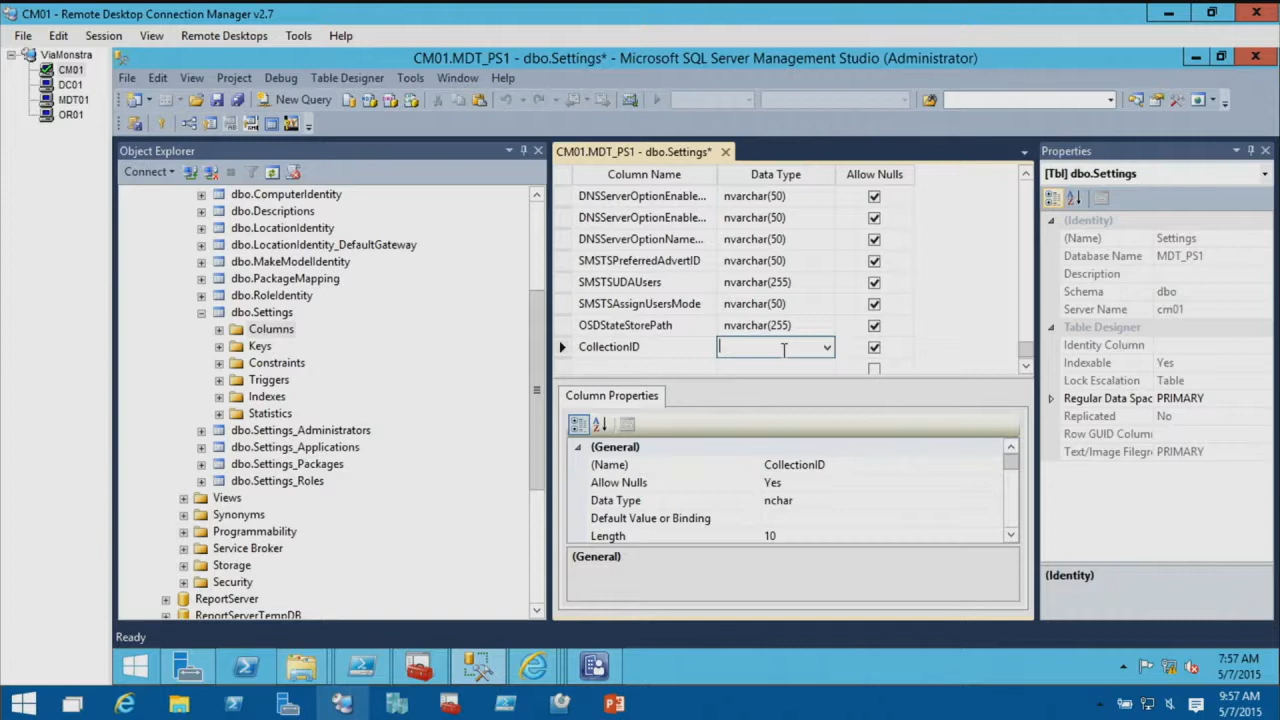 CM01 - Remote Desktop Connection Manager v2.7
File Edit Session View Remote Desktops Tools Help
ViaMonstra
CM01
DC01
MDT01
OR01
CM01.MDT_PS1 - dbo.Settings* - Microsoft SQL Server Management Studio (Administrator)
File Edit View Project Debug Table Designer Tools Window Help
New Query
Object Explorer
Connect
dbo.ComputerIdentity
dbo.Descriptions
dbo.LocationIdentity
dbo.LocationIdentity_DefaultGateway
dbo.MakeModelIdentity
dbo.PackageMapping
dbo.RoleIdentity
dbo.Settings
Columns
Keys
Constraints
Triggers
Indexes
Statistics
dbo.Settings_Administrators
dbo.Settings_Applications
dbo.Settings_Packages
dbo.Settings_Roles
Views
Synonyms
Programmability
Service Broker
Storage
Security
ReportServer
ReportServerTempDB
CM01.MDT_PS1 - dbo.Settings*
Column Name Data Type Allow Nulls
DNSServerOptionEnable... nvarchar(50)
DNSServerOptionEnable... nvarchar(50)
DNSServerOptionName... nvarchar(50)
SMSTSPreferredAdvertID nvarchar(50)
SMSTSUDAUsers nvarchar(255)
SMSTSAssignUsersMode nvarchar(50)
OSDStateStorePath nvarchar(255)
CollectionID
Column Properties
(General)
(Name) CollectionID
Allow Nulls Yes
Data Type nchar
Default Value or Binding
Length 10
(General)
Properties
[Tbl] dbo.Settings
(Identity)
(Name) Settings
Database Name MDT_PS1
Description
Schema dbo
Server Name cm01
Table Designer
Identity Column
Indexable Yes
Lock Escalation Table
Regular Data Spac PRIMARY
Replicated No
Row GUID Column
Text/Image Filegr PRIMARY
(Identity)
Ready
7:57 AM
5/7/2015
9:57 AM
5/7/2015